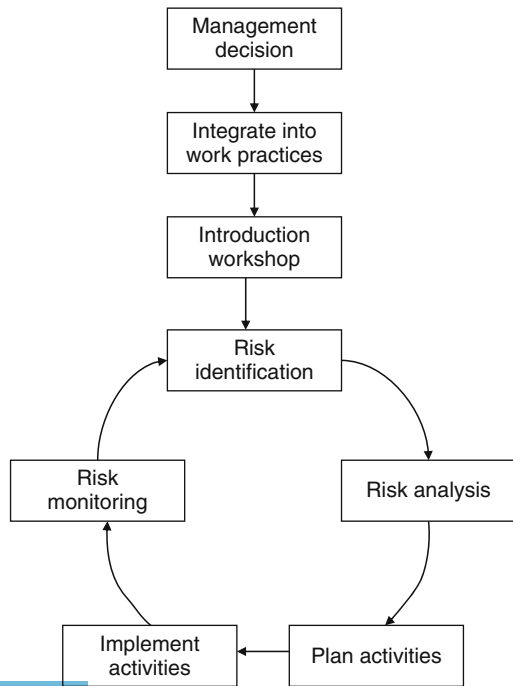 Management
decision
Integrate into
work practices
Introduction
workshop
Risk
identification
Risk analysis
Plan activities
Implement
activities
Risk
monitoring